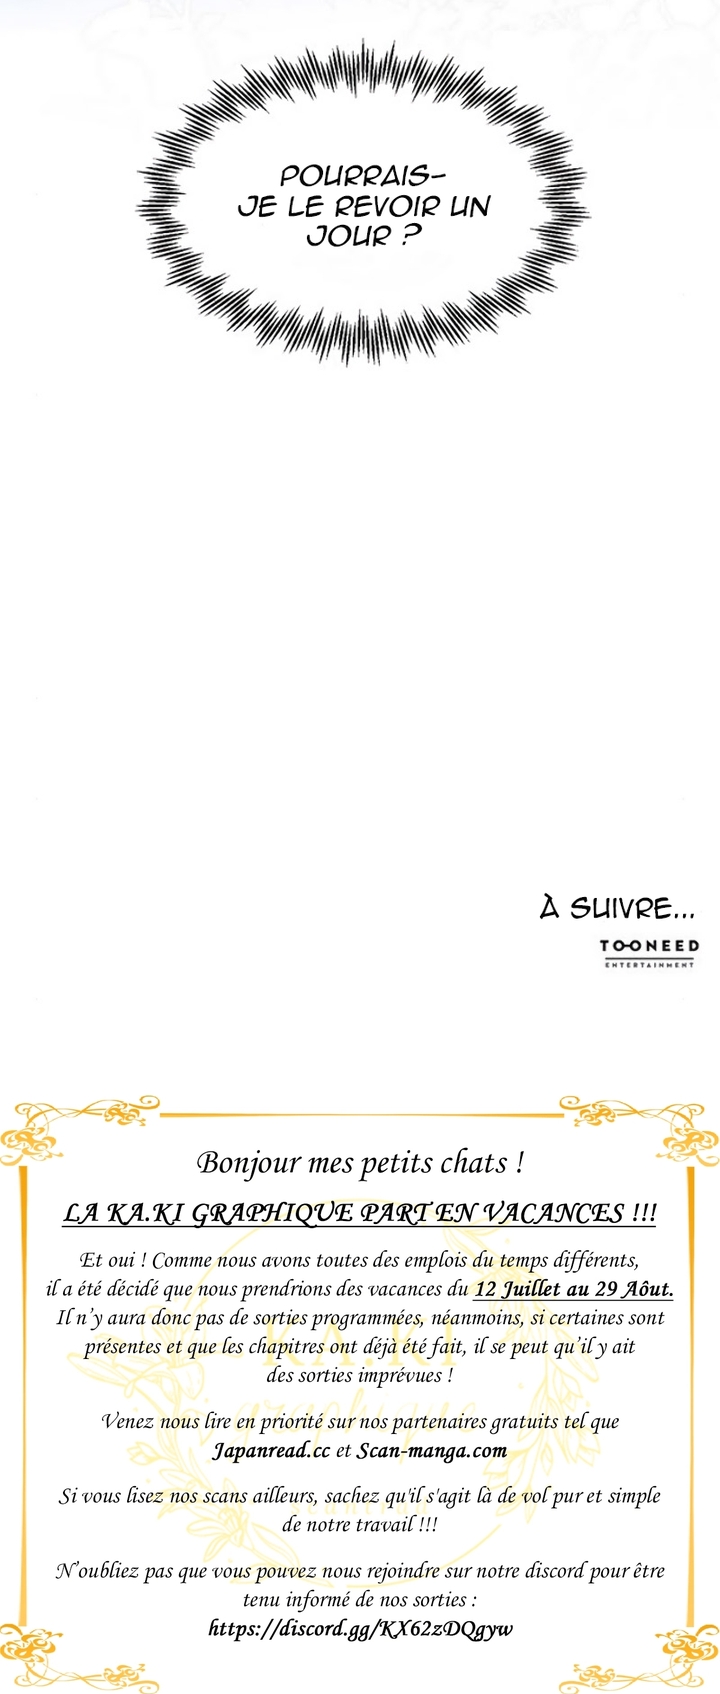 POURRAIS-
JE LE REVOIR UN
JOUR ?
À SUIVRE...
TOONEED
ENTERTAINMENT
Bonjour mes petits chats !
LA KA.KI GRAPHIQUE PART EN VACANCES !!!
Et oui ! Comme nous avons toutes des emplois du temps différents,
il a été décidé que nous prendrions des vacances du 12 Juillet au 29 Aôut.
Il n'y aura donc pas de sorties programmées, néanmoins, si certaines sont
présentes et que les chapitres ont déjà été fait, il se peut qu'il y ait
des sorties imprévues !
KA.KI
graphique
Venez nous lire en priorité sur nos partenaires gratuits tel que
Japanread.cc et Scan-manga.com
Si vous lisez nos scans ailleurs, sachez qu'il s'agit là de vol pur et simple
de notre travail !!!
N'oubliez pas que vous pouvez nous rejoindre sur notre discord pour être
tenu informé de nos sorties :
https://discord.gg/KX62zDQgyw